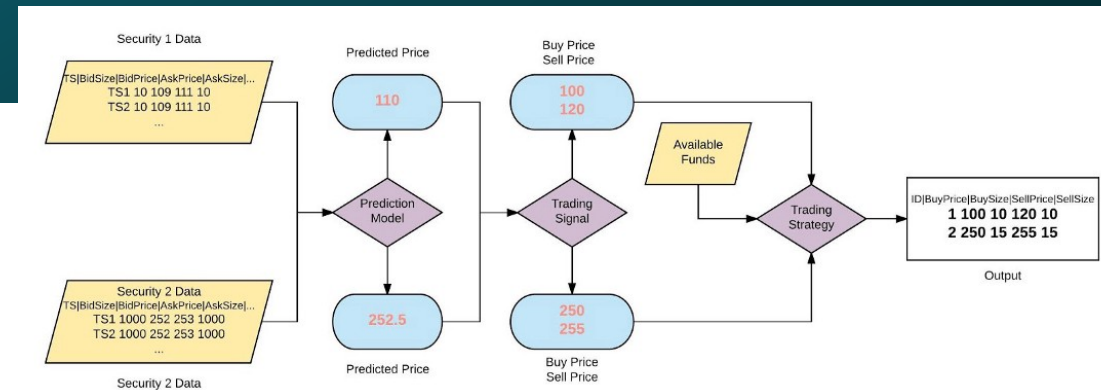 Security 1 Data
TS|BidSize|BidPrice|AskPrice|AskSize|...
TS1 10 109 111 10
TS2 10 109 111 10
...
Security 2 Data
TS|BidSize|BidPrice|AskPrice|AskSize|...
TS1 1000 252 253 1000
TS2 1000 252 253 1000
...
Security 2 Data
Predicted Price
110
Prediction
Model
252.5
Predicted Price
Buy Price
Sell Price
100
120
Trading
Signal
250
255
Buy Price
Sell Price
Available
Funds
Trading
Strategy
ID|BuyPrice|BuySize|SellPrice|SellSize
1 100 10 120 10
2 250 15 255 15
Output